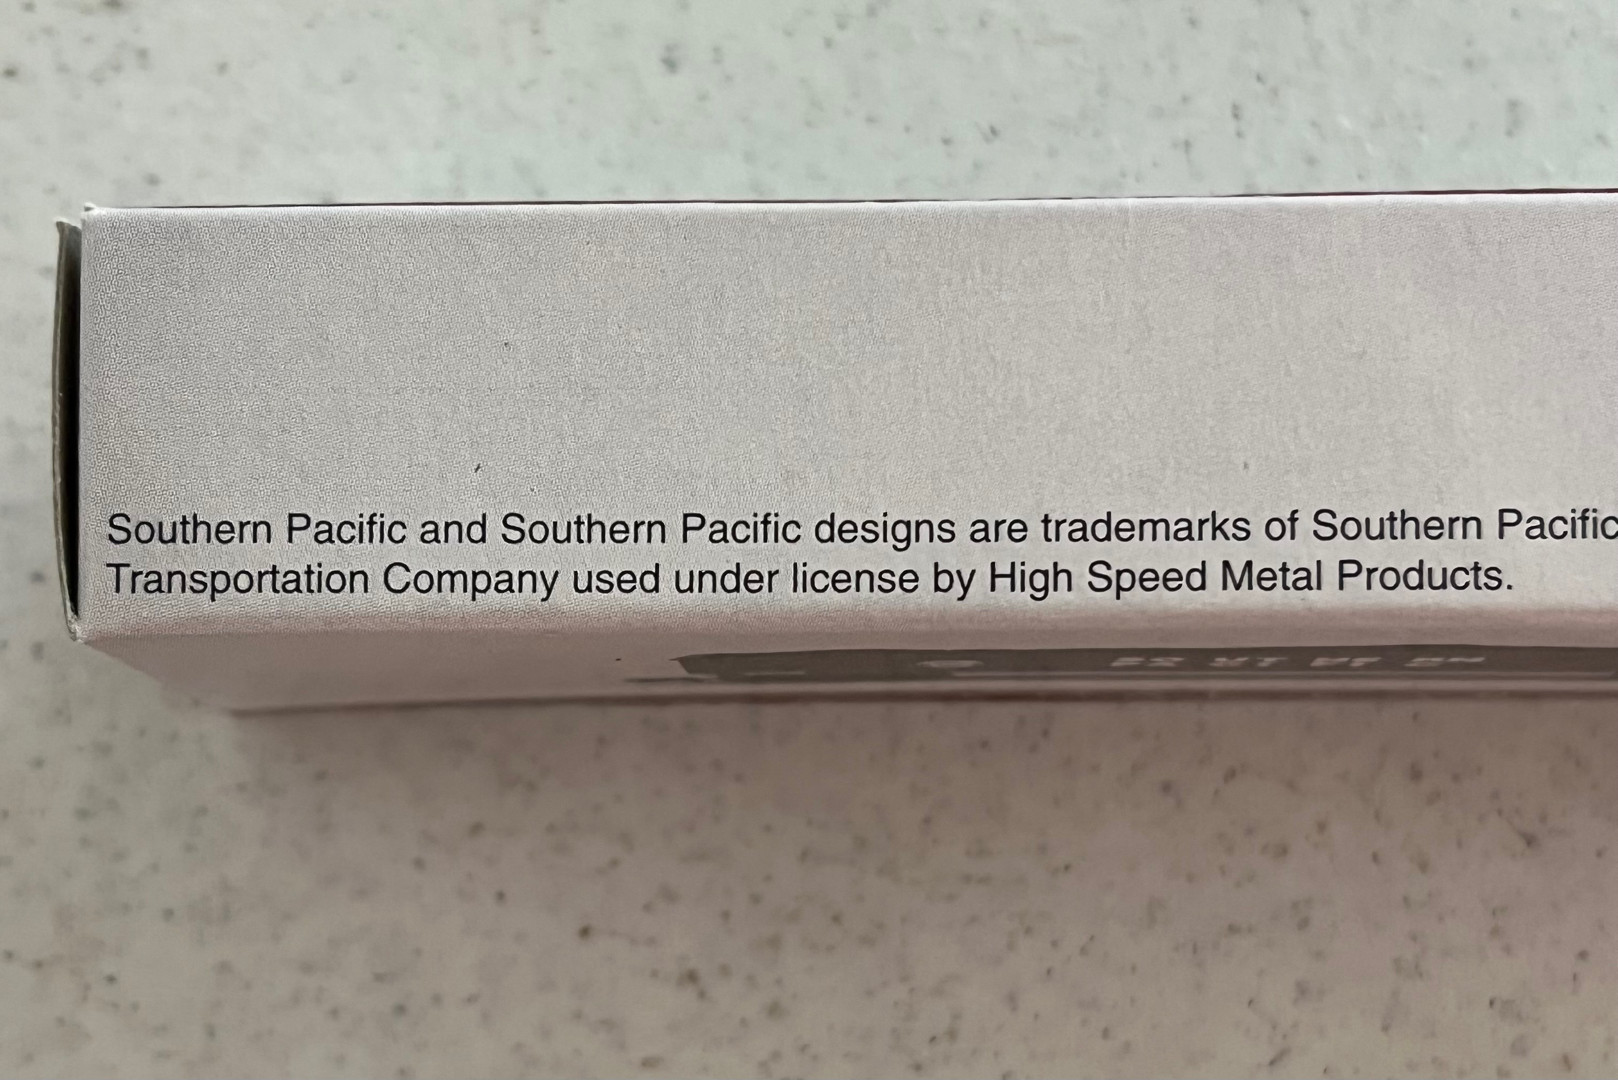 Southern Pacific and Southern Pacific designs are trademarks of Southern Pacific
Transportation Company used under license by High Speed Metal Products.